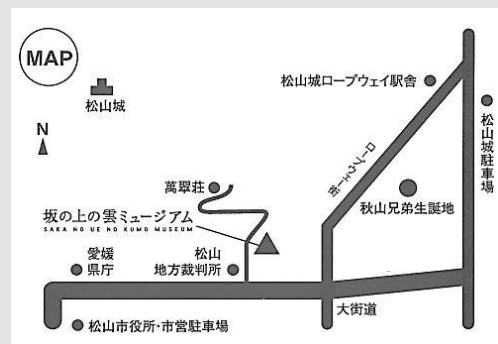 MAP
松山城
N
松山城ロープウェイ駅舎
松山城駐車場
ロープウェー街
萬翠荘
秋山兄弟生誕地
坂の上の雲ミュージアム
SAKA NO UE NO KUMO MUSEUM
愛媛
県庁
松山
地方裁判所
大街道
松山市役所・市営駐車場